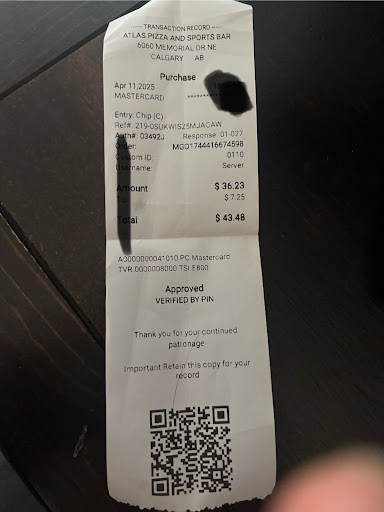 --- TRANSACTION RECORD ---
ATLAS PIZZA AND SPORTS BAR
6060 MEMORIAL DR NE
CALGARY AB
Purchase
Apr 11,2025
MASTERCARD
Entry: Chip (C)
Ref#: 219-0SUKWIS25MJACAW
Auth#: 03492J Response: 01-027
Order: MGO1744416674598
Custom ID 0110
Username: Server
Amount $ 36.23
$ 7.25
Total $ 43.48
A0000000041010 PC Mastercard
TVR 0000008000 TSI E800
Approved
VERIFIED BY PIN
Thank you for your continued
patronage
Important Retain this copy for your
record